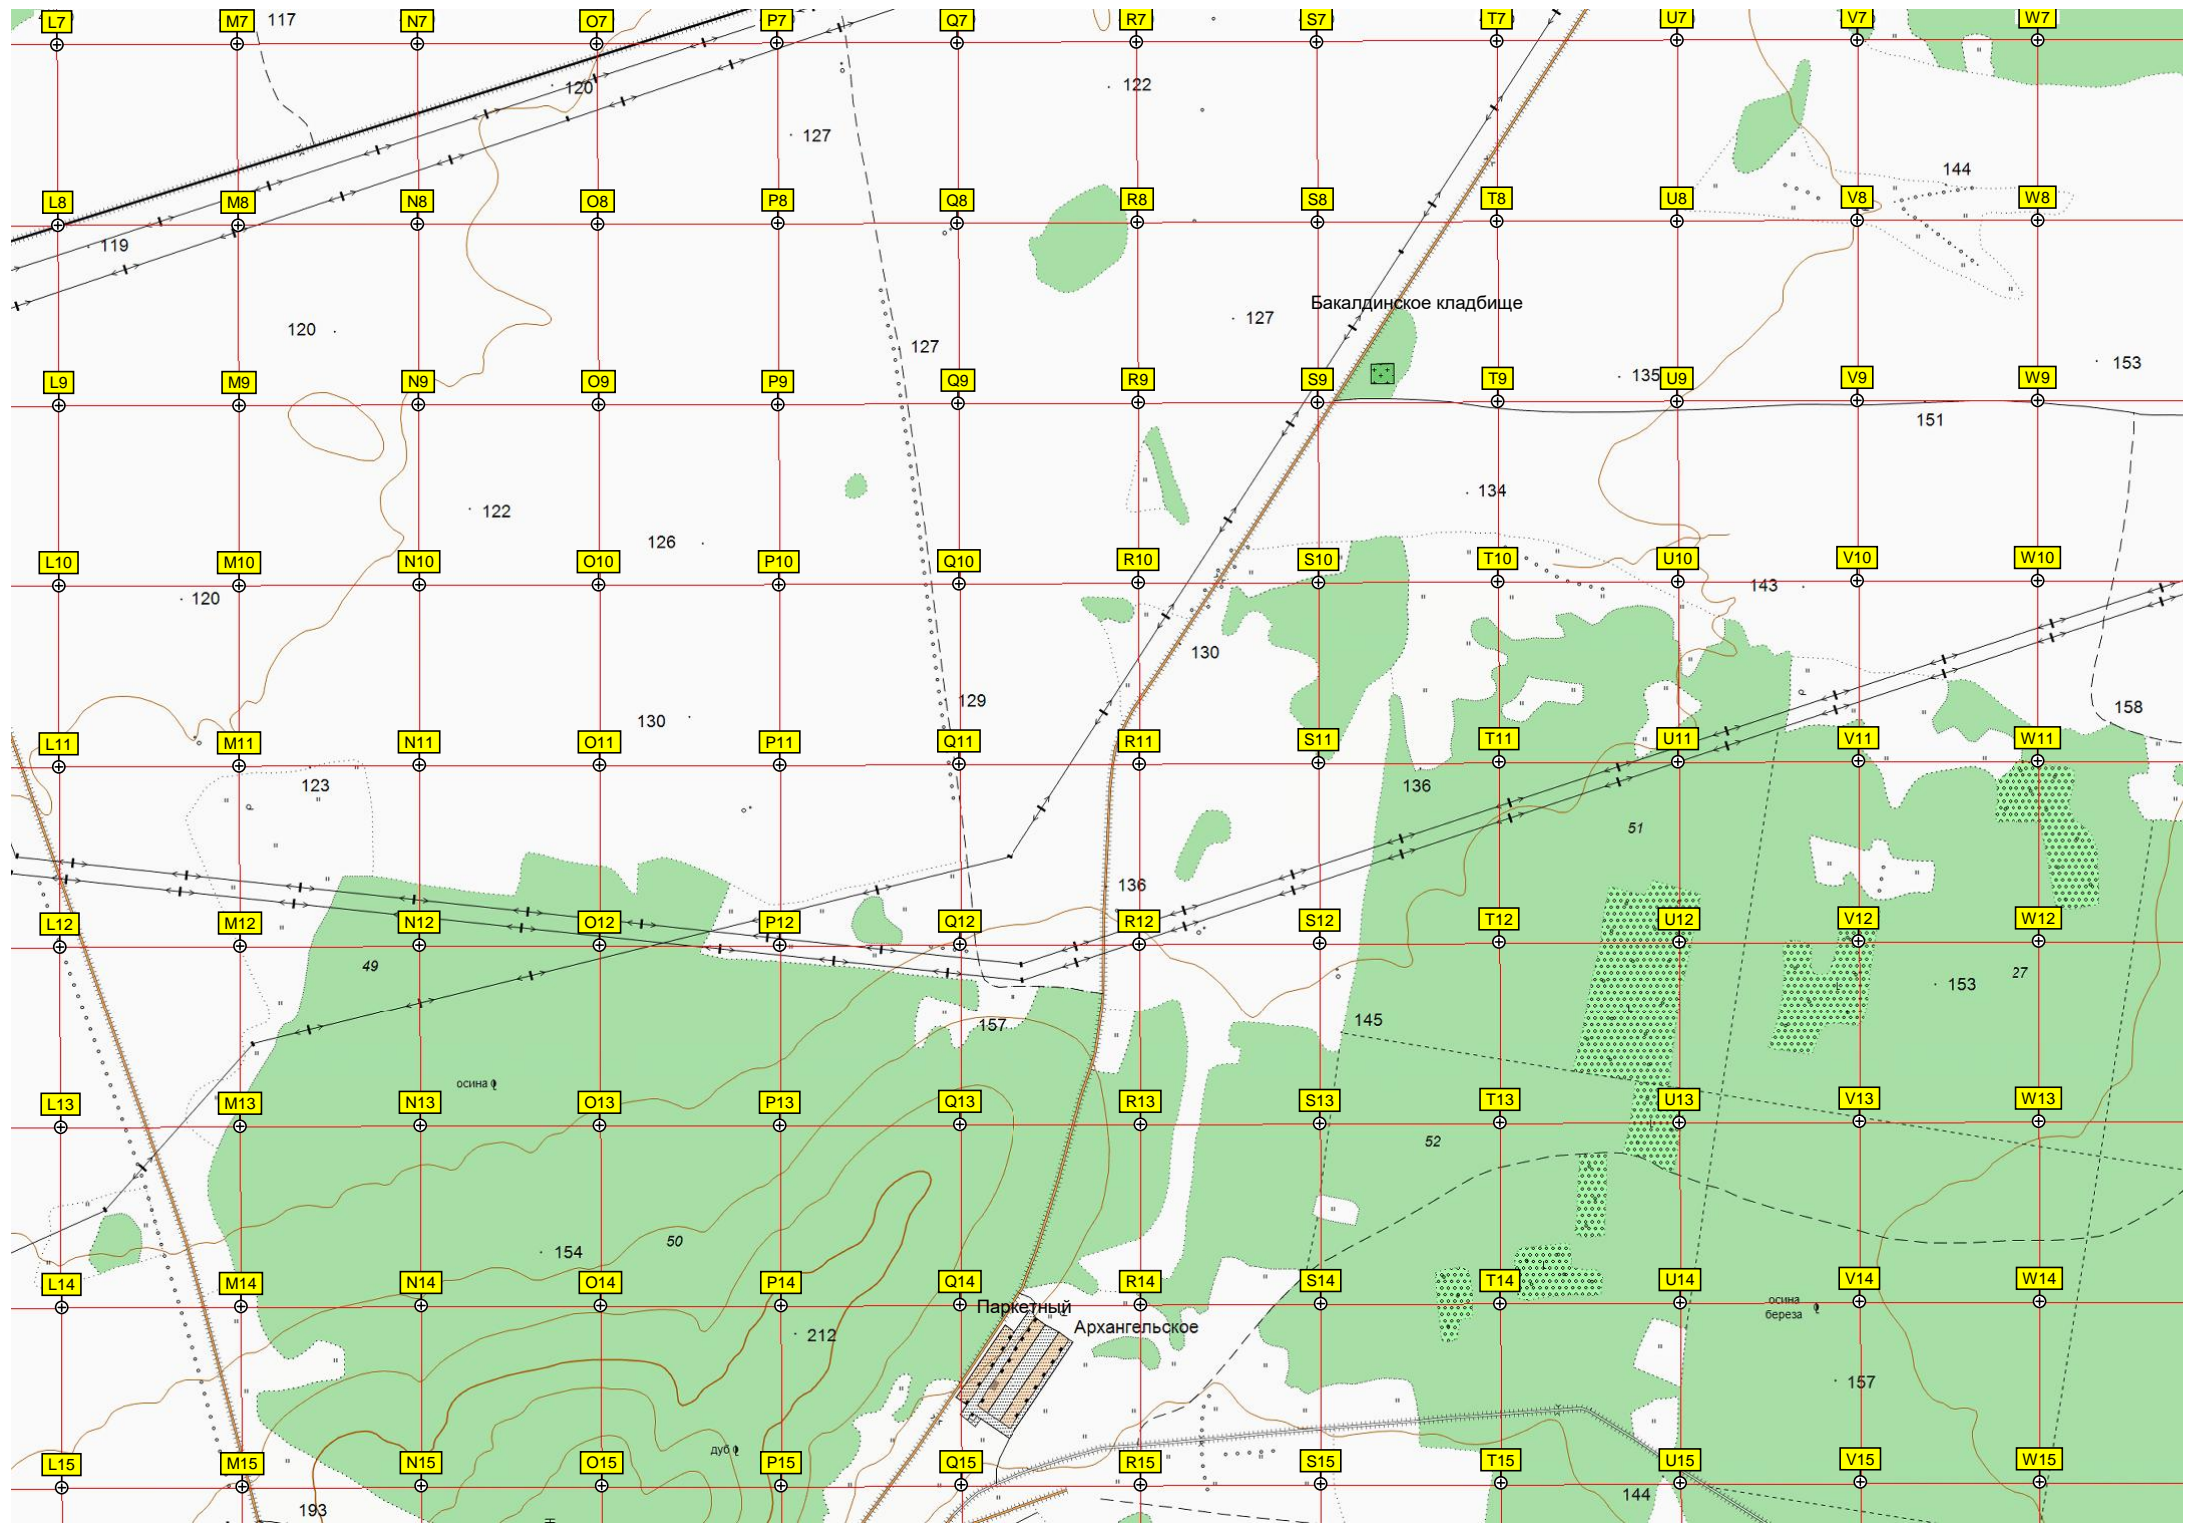 L7 M7 117 N7 O7 P7 Q7 R7 S7 T7 U7 V7 W7
120 122
127
144
L8 M8 N8 O8 P8 Q8 R8 S8 T8 U8 V8 W8
119
Бакалдинское кладбище
120 127 127
153
L9 M9 N9 O9 P9 Q9 R9 S9 T9 135 U9 V9 W9
151
134
122
126
L10 M10 N10 O10 P10 Q10 R10 S10 T10 U10 V10 W10
120 143
130
129
130 158
L11 M11 N11 O11 P11 Q11 R11 S11 T11 U11 V11 W11
123 136
51
136
L12 M12 N12 O12 P12 Q12 R12 S12 T12 U12 V12 W12
49 27
153
157 145
осина
L13 M13 N13 O13 P13 Q13 R13 S13 T13 U13 V13 W13
52
154 50
L14 M14 N14 O14 P14 Q14 R14 S14 T14 U14 V14 W14
Паркетный
осина
береза
212 Архангельское
157
дуб
L15 M15 N15 O15 P15 Q15 R15 S15 T15 U15 V15 W15
193 144